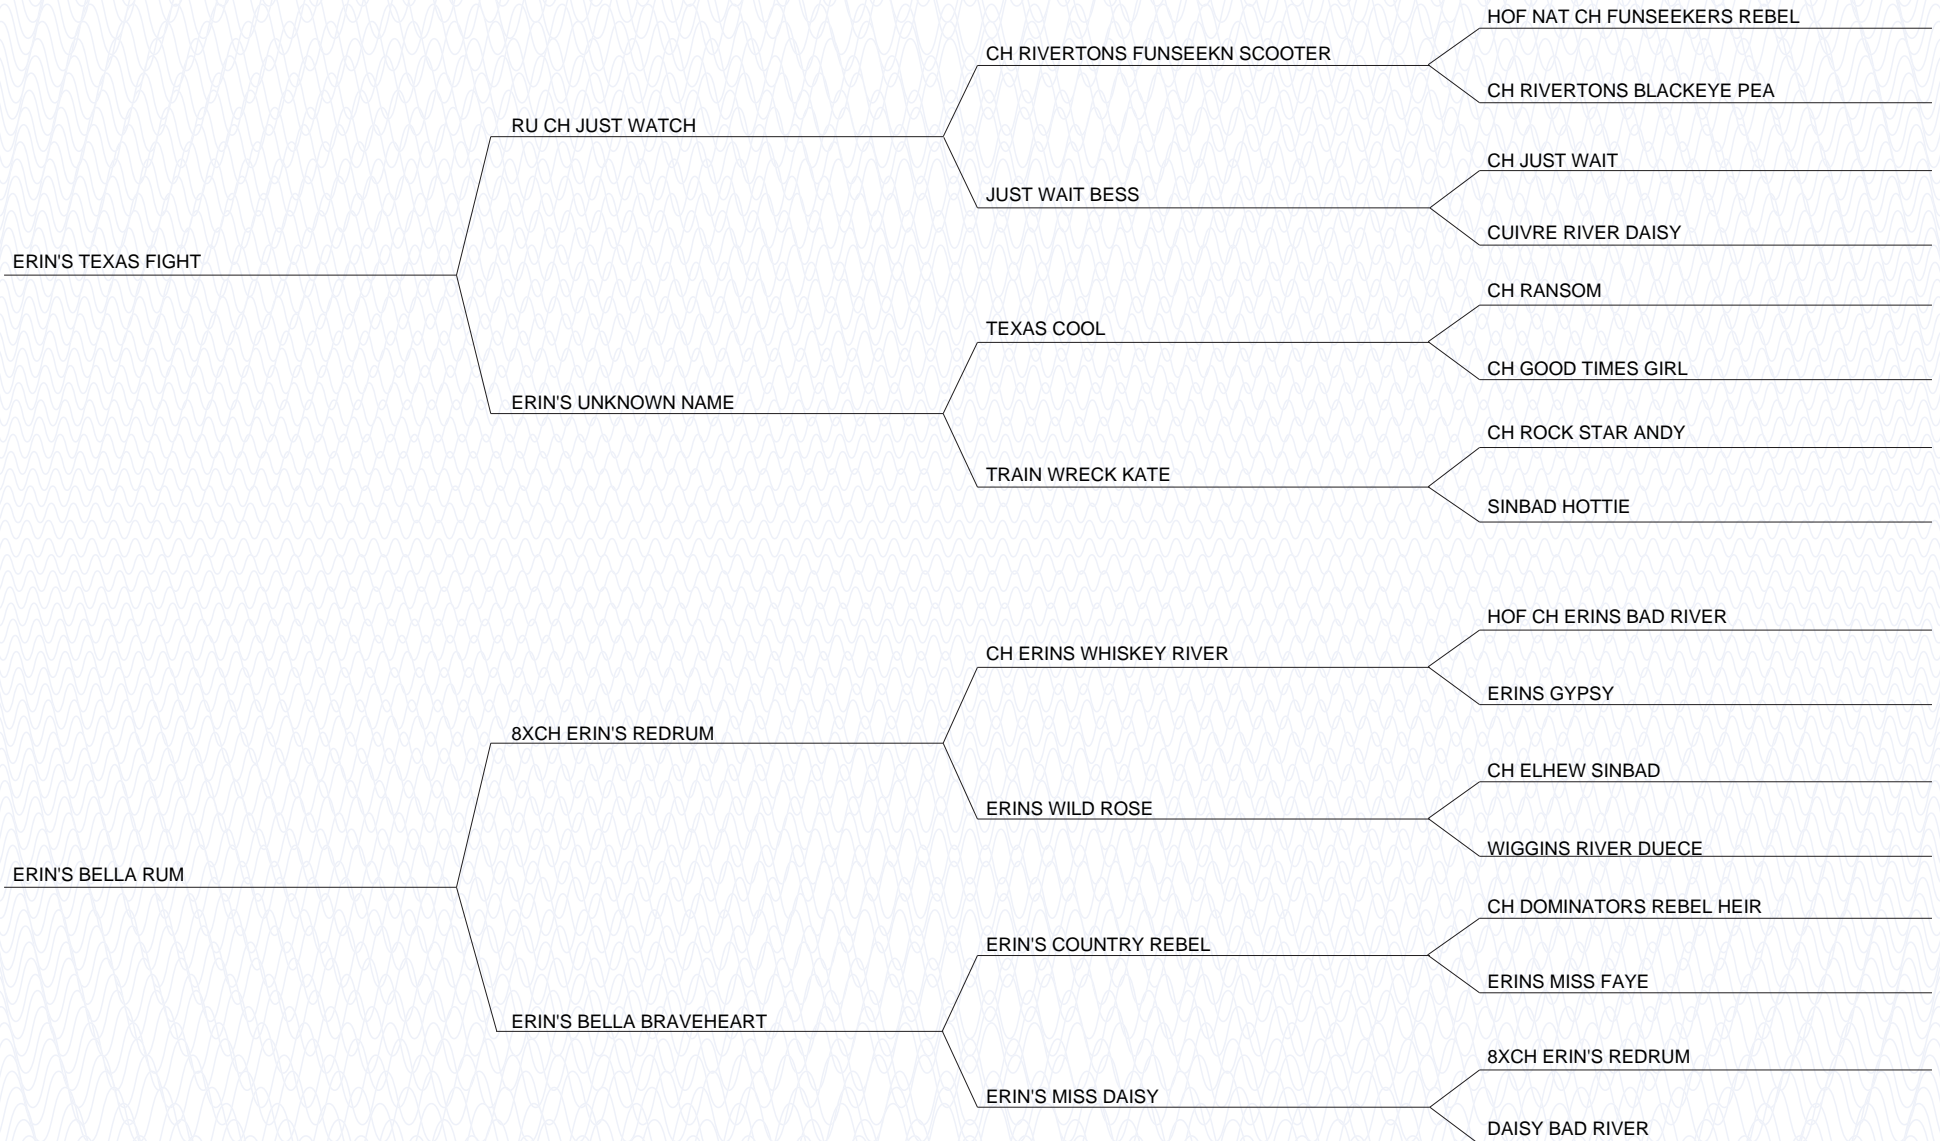 HOF NAT CH FUNSEEKERS REBEL
CH RIVERTONS FUNSEEKN SCOOTER
CH RIVERTONS BLACKEYE PEA
RU CH JUST WATCH
CH JUST WAIT
JUST WAIT BESS
CUIVRE RIVER DAISY
ERIN'S TEXAS FIGHT
CH RANSOM
TEXAS COOL
CH GOOD TIMES GIRL
ERIN'S UNKNOWN NAME
CH ROCK STAR ANDY
TRAIN WRECK KATE
SINBAD HOTTIE
HOF CH ERINS BAD RIVER
CH ERINS WHISKEY RIVER
ERINS GYPSY
8XCH ERIN'S REDRUM
CH ELHEW SINBAD
ERINS WILD ROSE
WIGGINS RIVER DUECE
ERIN'S BELLA RUM
CH DOMINATORS REBEL HEIR
ERIN'S COUNTRY REBEL
ERINS MISS FAYE
ERIN'S BELLA BRAVEHEART
8XCH ERIN'S REDRUM
ERIN'S MISS DAISY
DAISY BAD RIVER